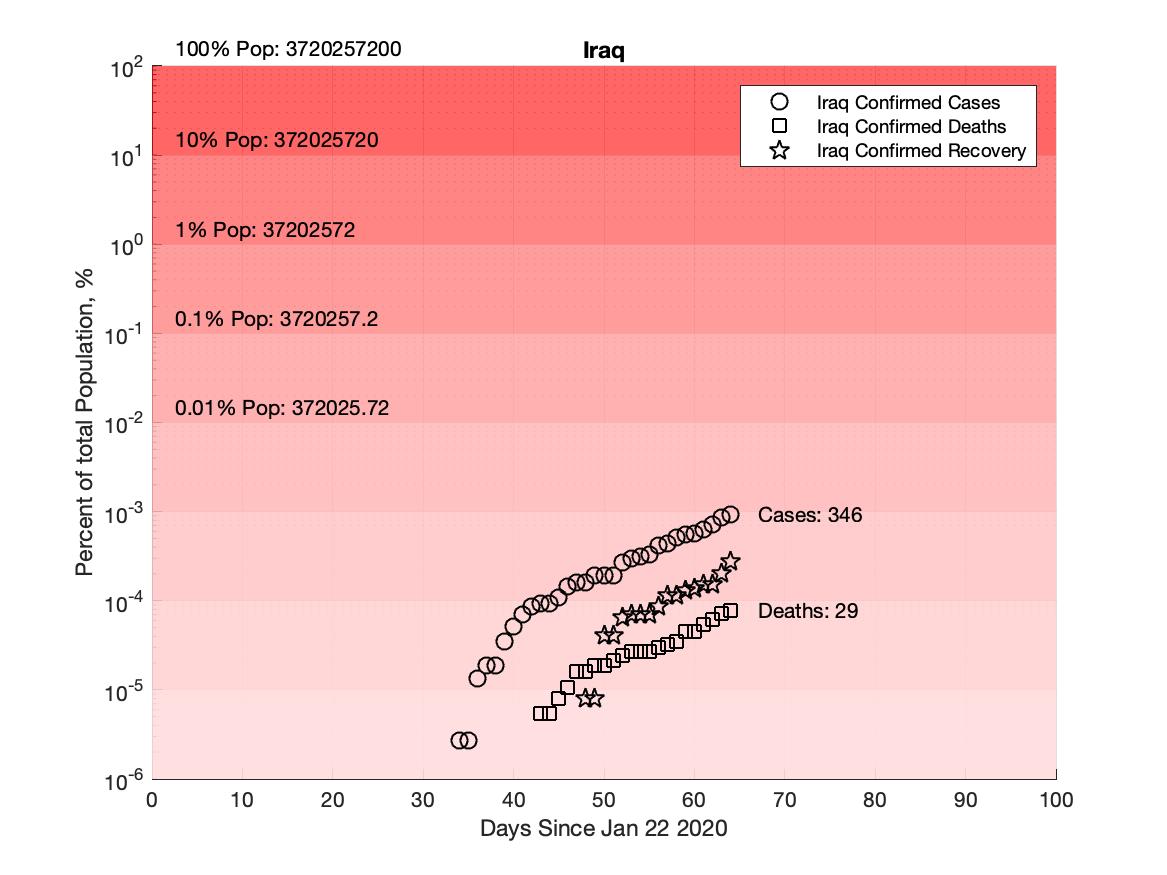 100% Pop: 3720257200
Iraq
10% Pop: 372025720
1% Pop: 37202572
0.1% Pop: 3720257.2
0.01% Pop: 372025.72
Iraq Confirmed Cases
Iraq Confirmed Deaths
Iraq Confirmed Recovery
Cases: 346
Deaths: 29
Percent of total Population, %
10^2
10^1
10^0
10^-1
10^-2
10^-3
10^-4
10^-5
10^-6
0 10 20 30 40 50 60 70 80 90 100
Days Since Jan 22 2020